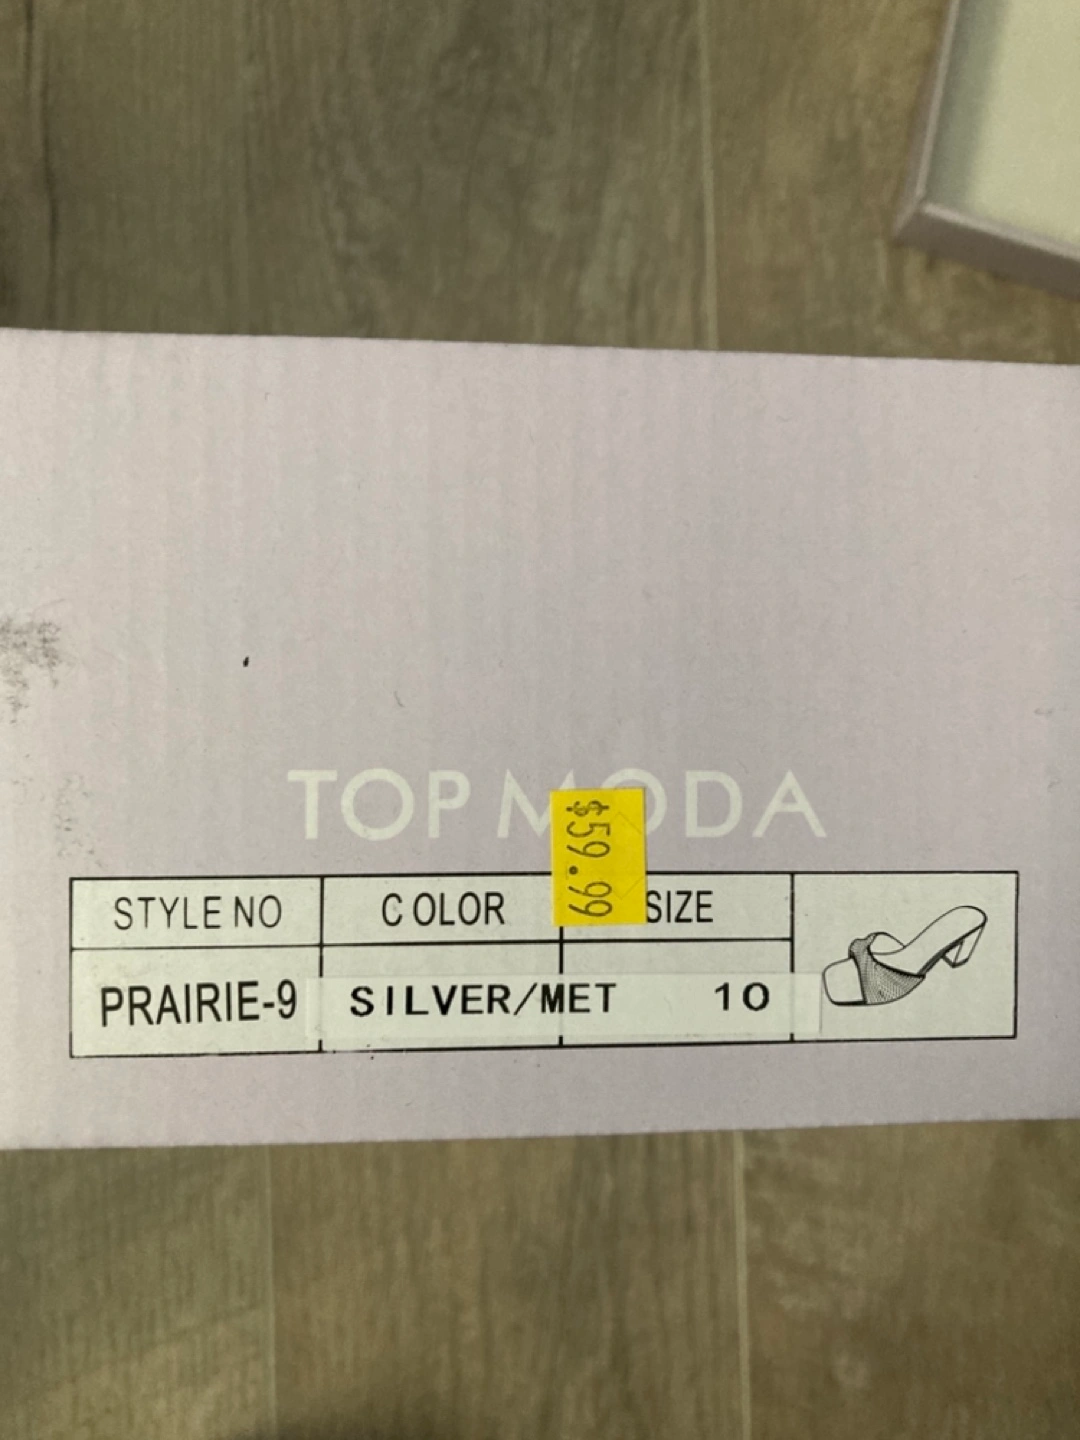 TOP MODA
$59.99
STYLE NO COLOR SIZE
PRAIRIE-9 SILVER/MET 10